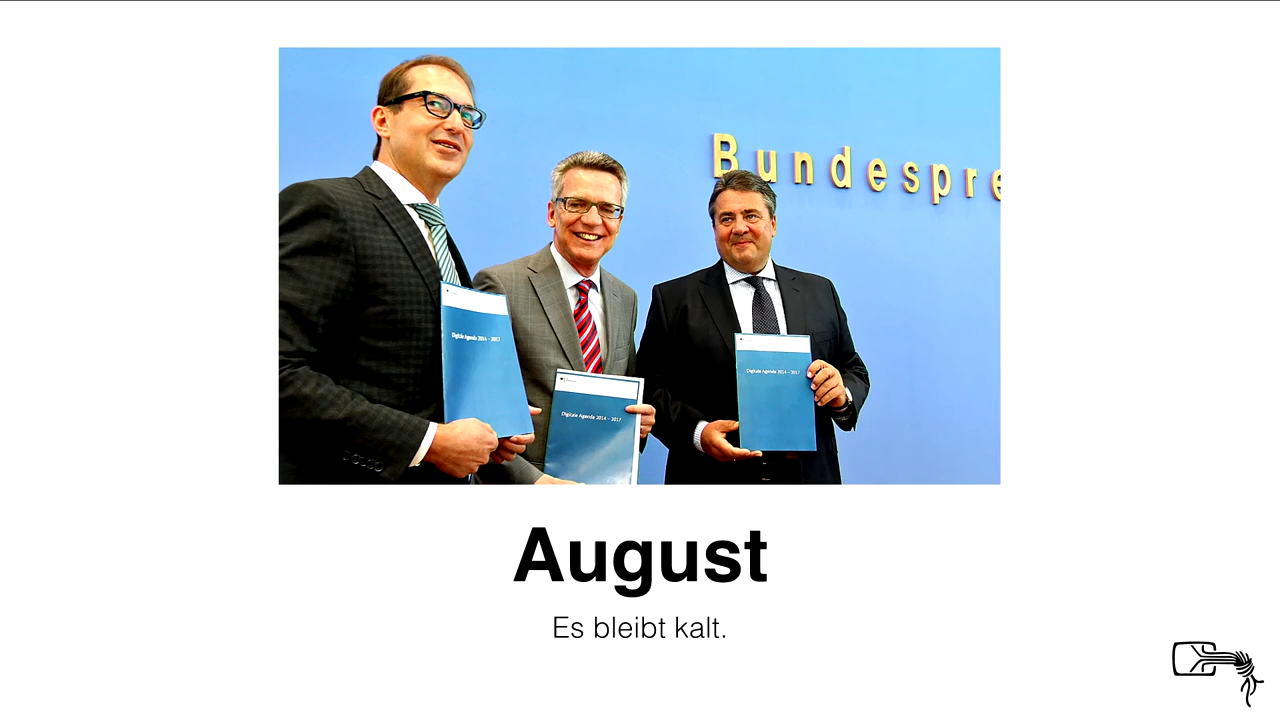 Bundespre
Digitale Agenda 2014 – 2017
Digitale Agenda 2014 – 2017
Digitale Agenda 2014 – 2017
August
Es bleibt kalt.